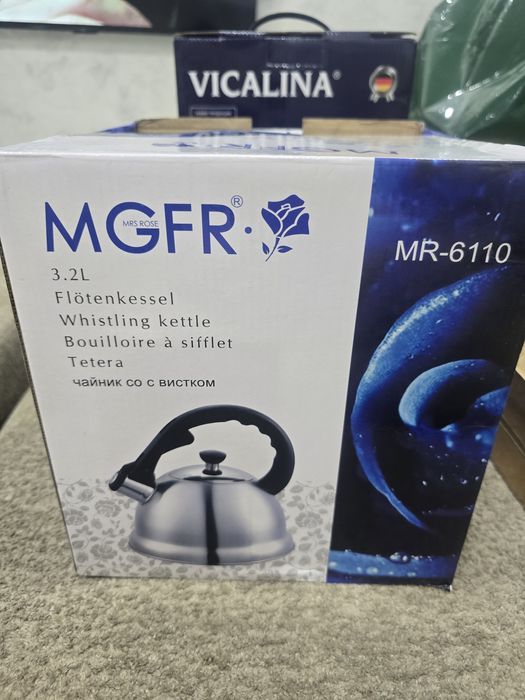 VICALINA®
MGFR®
MRS ROSE
MR-6110
3.2L
Flötenkessel
Whistling kettle
Bouilloire à sifflet
Tetera
чайник со с вистком